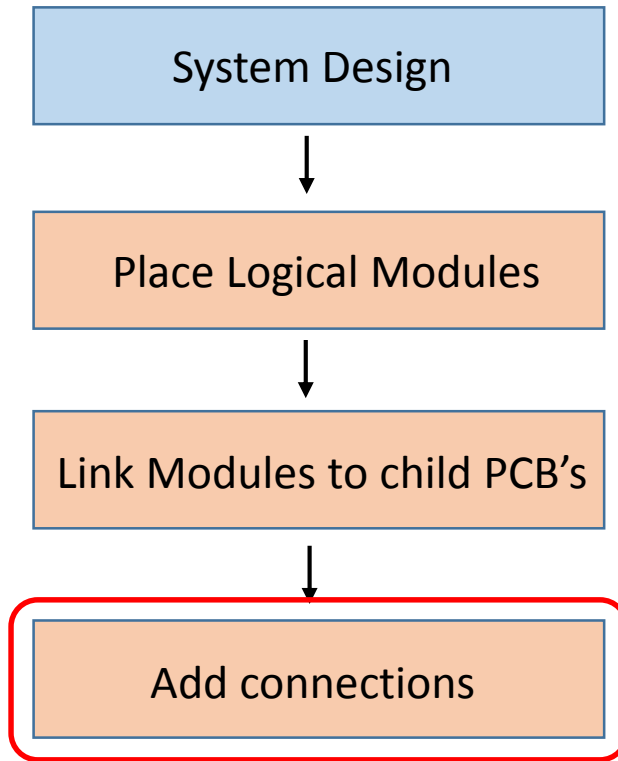 System Design
Place Logical Modules
Link Modules to child PCB’s
Add connections